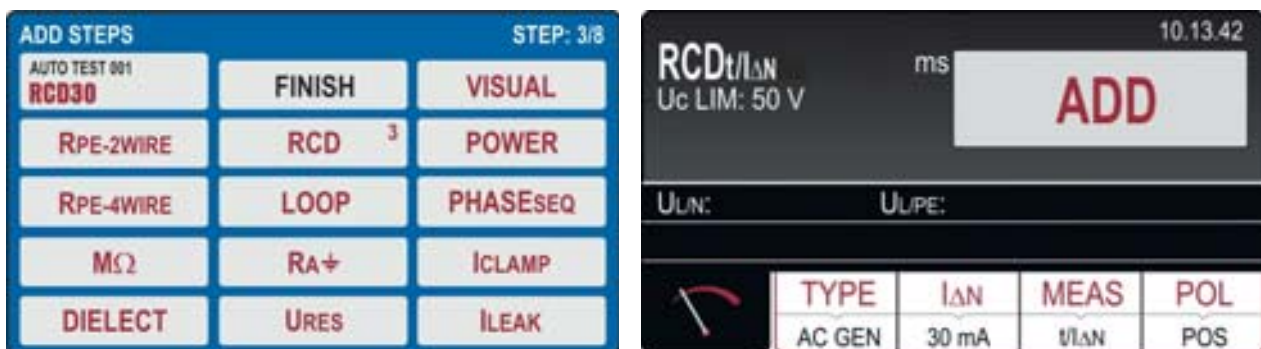 ADD STEPS STEP: 3/8
AUTO TEST 001
RCD30
FINISH
VISUAL
RPE-2WIRE
RCD 3
POWER
RPE-4WIRE
LOOP
PHASESEQ
MΩ
RA⏚
ICLAMP
DIELECT
URES
ILEAK
10.13.42
RCDt/IΔN ms
Uc LIM: 50 V
ADD
UL/N: UL/PE:
TYPE IΔN MEAS POL
AC GEN 30 mA t/IΔN POS